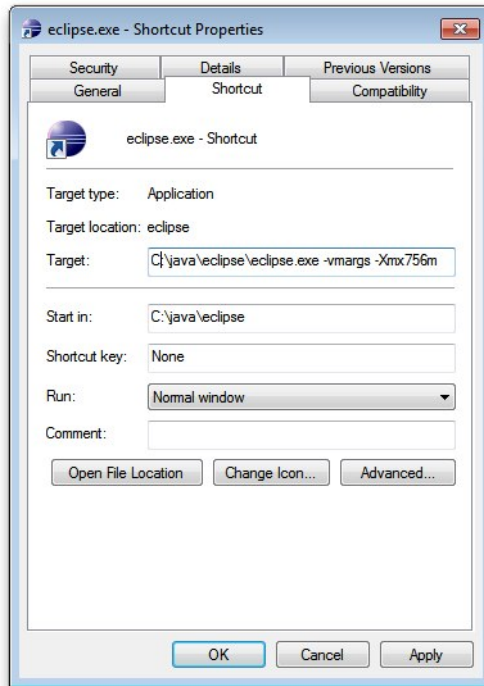 eclipse.exe - Shortcut Properties
Security Details Previous Versions
General Shortcut Compatibility
eclipse.exe - Shortcut
Target type: Application
Target location: eclipse
Target: C:\java\eclipse\eclipse.exe -vmargs -Xmx756m
Start in: C:\java\eclipse
Shortcut key: None
Run: Normal window
Comment:
Open File Location Change Icon... Advanced...
OK Cancel Apply